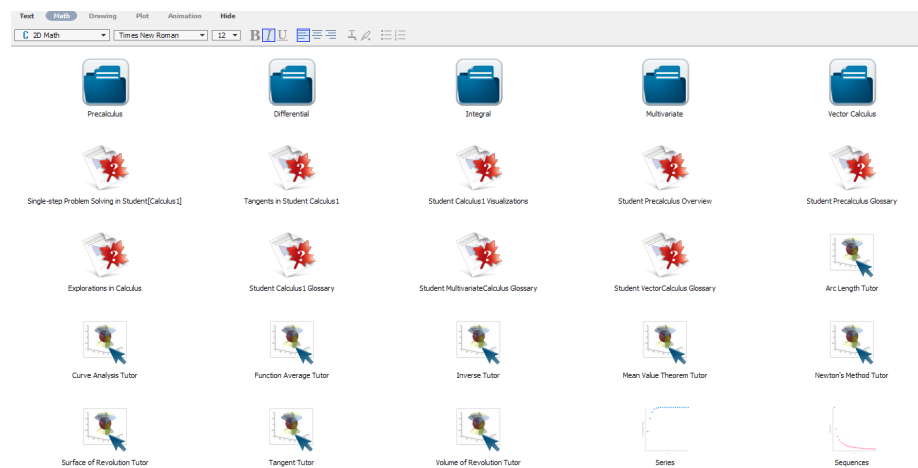 Text Math Drawing Plot Animation Hide
C 2D Math Times New Roman 12 B I U
Precalculus Differential Integral Multivariate Vector Calculus
Single-step Problem Solving in Student[Calculus1] Tangents in Student Calculus1 Student Calculus1 Visualizations Student Precalculus Overview Student Precalculus Glossary
Explorations in Calculus Student Calculus1 Glossary Student MultivariateCalculus Glossary Student VectorCalculus Glossary Arc Length Tutor
Curve Analysis Tutor Function Average Tutor Inverse Tutor Mean Value Theorem Tutor Newton's Method Tutor
Surface of Revolution Tutor Tangent Tutor Volume of Revolution Tutor Series Sequences